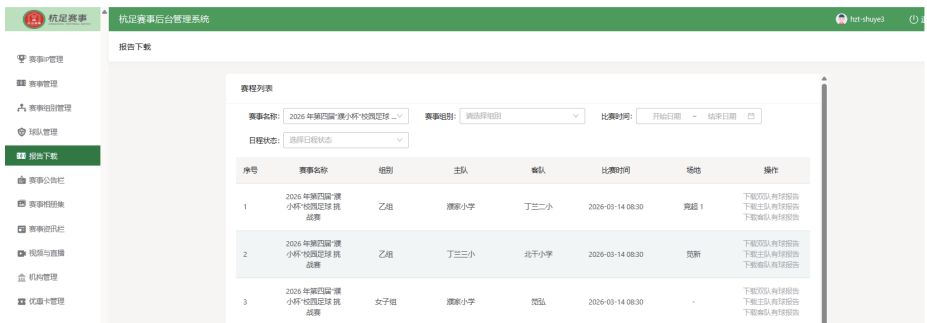 杭足赛事
杭足赛事后台管理系统
hzt-shuye3
报告下载
赛事IP管理
赛事管理
赛事组别管理
球队管理
报告下载
赛事公告栏
赛事相册集
赛事资讯栏
视频与直播
机构管理
优惠卡管理
赛程列表
赛事名称: 2026 年第四届“濮小杯”校园足球 ... 赛事组别: 请选择组别 比赛时间: 开始日期 ~ 结束日期
日程状态: 选择日程状态
序号 赛事名称 组别 主队 客队 比赛时间 场地 操作
2026 年第四届“濮
小杯”校园足球 挑
战赛
1 乙组 濮家小学 丁兰二小 2026-03-14 08:30 竞超 1
下载双队有球报告
下载主队有球报告
下载客队有球报告
2026 年第四届“濮
小杯”校园足球 挑
战赛
2 乙组 丁兰三小 北干小学 2026-03-14 08:30 范新
下载双队有球报告
下载主队有球报告
下载客队有球报告
2026 年第四届“濮
小杯”校园足球 挑
战赛
3 女子组 濮家小学 范弘 2026-03-14 08:30 -
下载双队有球报告
下载主队有球报告
下载客队有球报告